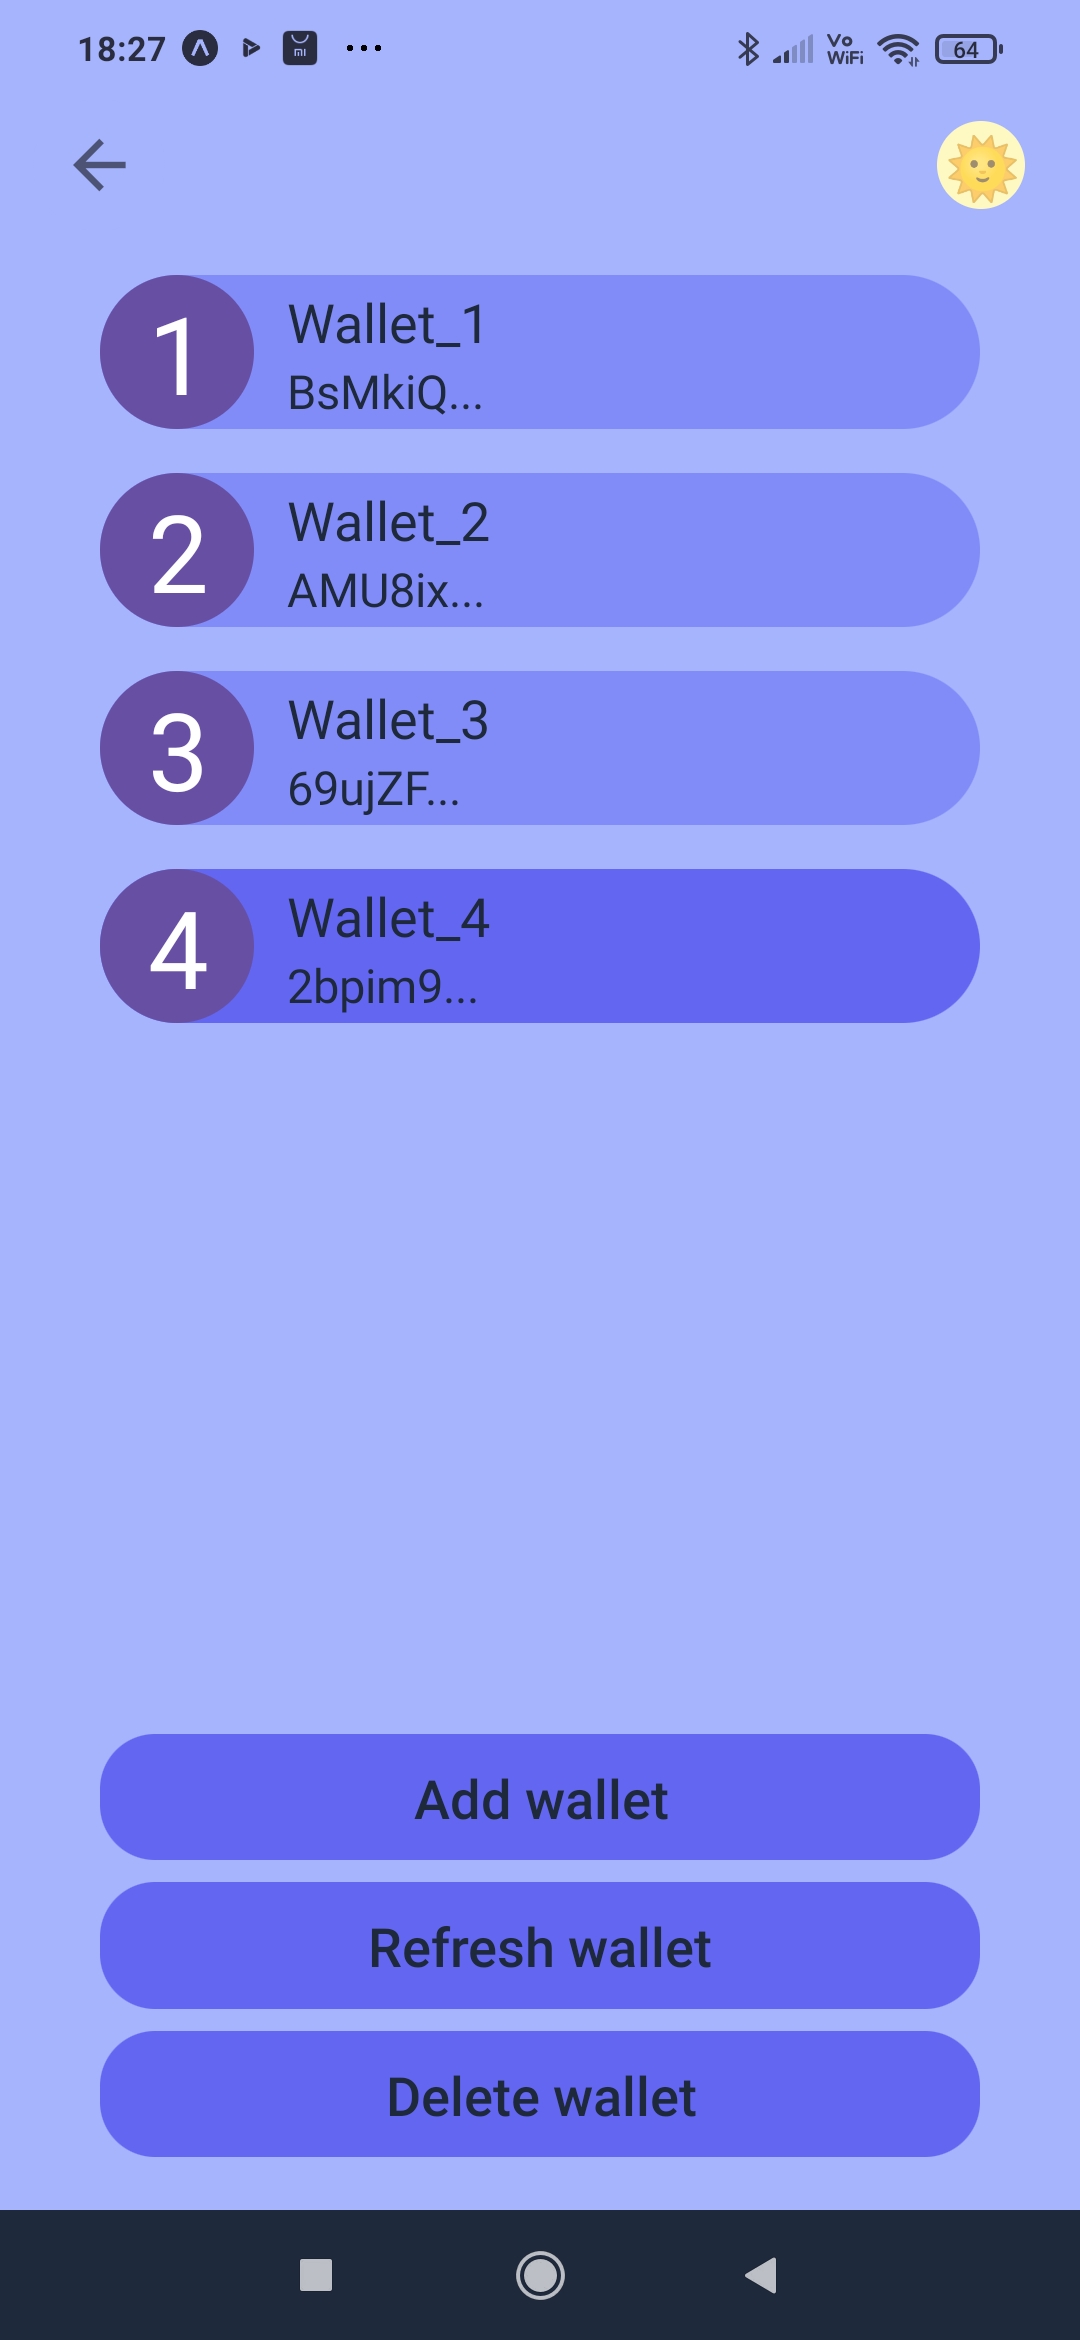 18:27
mi
Vo
WiFi
64
1
Wallet_1
BsMkiQ...
2
Wallet_2
AMU8ix...
3
Wallet_3
69ujZF...
4
Wallet_4
2bpim9...
Add wallet
Refresh wallet
Delete wallet